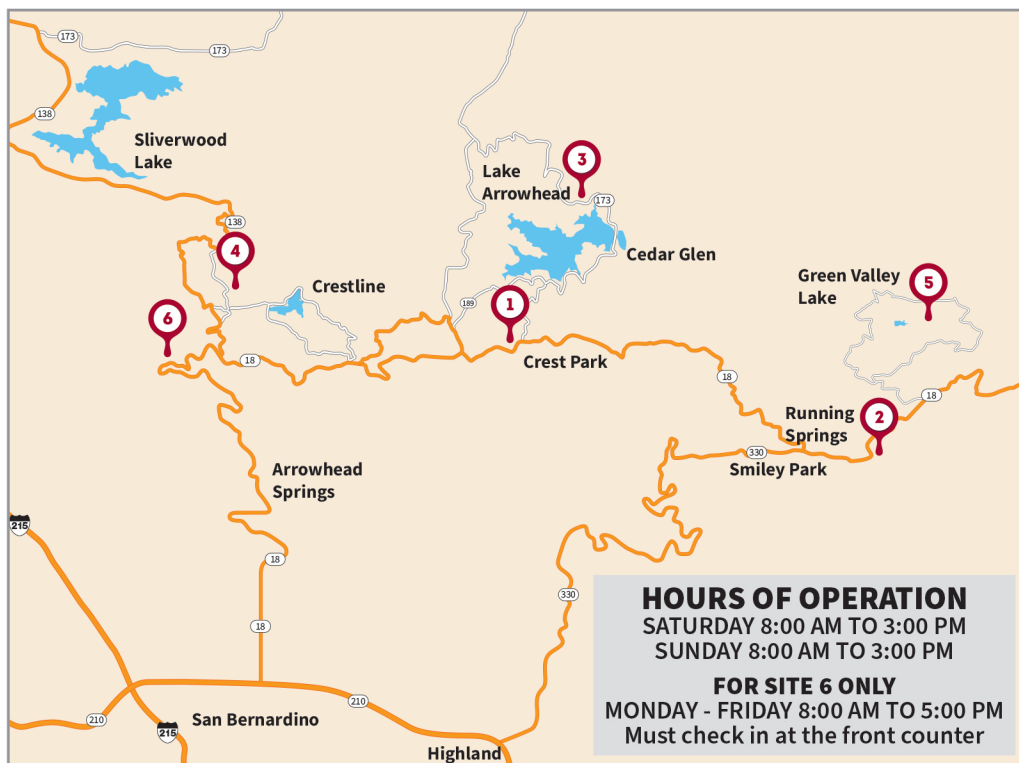 173
173
138
Sliverwood
Lake
138
4
6
Crestline
18
Lake
Arrowhead
3
173
Cedar Glen
189
1
Crest Park
Green Valley
Lake
5
18
18
Running
Springs
2
330
Smiley Park
Arrowhead
Springs
215
18
18
330
210
210
215
San Bernardino
Highland
HOURS OF OPERATION
SATURDAY 8:00 AM TO 3:00 PM
SUNDAY 8:00 AM TO 3:00 PM
FOR SITE 6 ONLY
MONDAY - FRIDAY 8:00 AM TO 5:00 PM
Must check in at the front counter